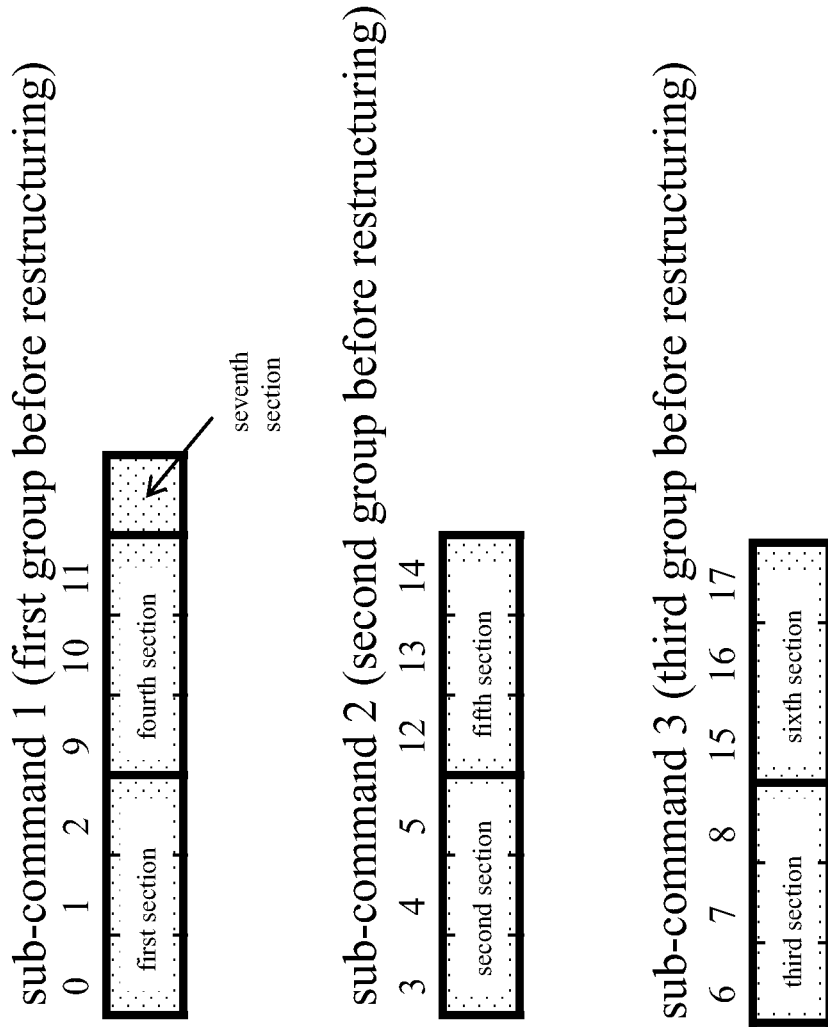 sub-command 1 (first group before restructuring)
0 1 2 9 10 11
first section fourth section
seventh
section
sub-command 2 (second group before restructuring)
3 4 5 12 13 14
second section fifth section
sub-command 3 (third group before restructuring)
6 7 8 15 16 17
third section sixth section